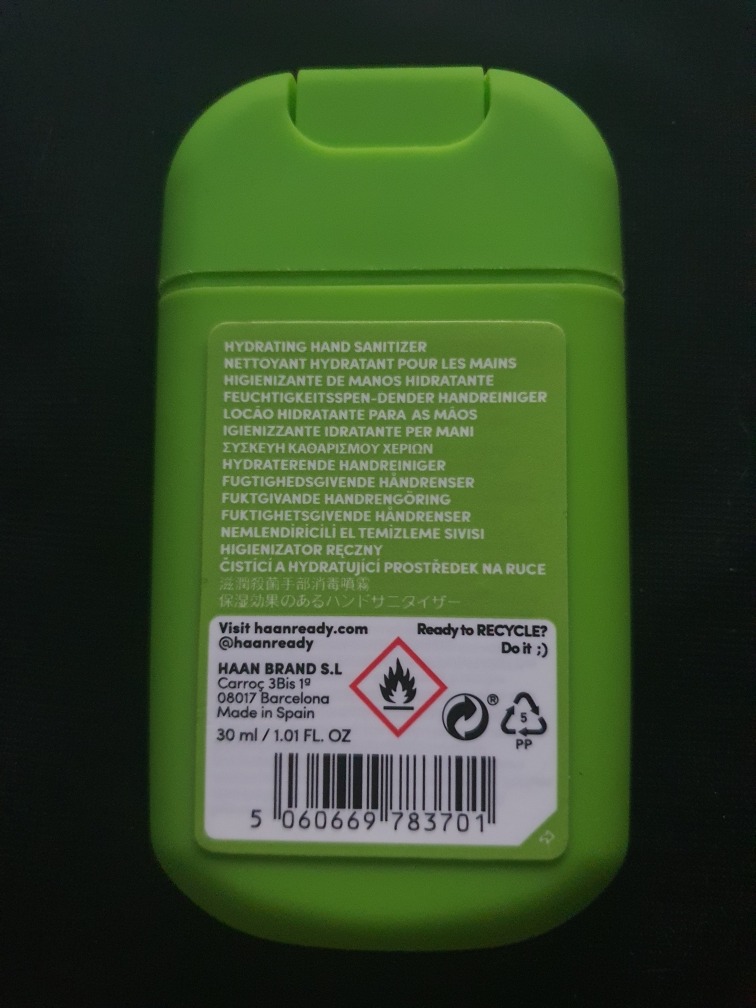 HYDRATING HAND SANITIZER
NETTOYANT HYDRATANT POUR LES MAINS
HIGIENIZANTE DE MANOS HIDRATANTE
FEUCHTIGKEITSSPEN-DENDER HANDREINIGER
LOCÃO HIDRATANTE PARA AS MÃOS
IGIENIZZANTE IDRATANTE PER MANI
ΣΥΣΚΕΥΗ ΚΑΘΑΡΙΣΜΟΥ ΧΕΡΙΩΝ
HYDRATERENDE HANDREINIGER
FUGTIGHEDSGIVENDE HÅNDRENSER
FUKTGIVANDE HANDRENGÖRING
FUKTIGHETSGIVENDE HÅNDRENSER
NEMLENDİRİCİLİ EL TEMİZLEME SIVISI
HIGIENIZATOR RĘCZNY
ČISTÍCÍ A HYDRATUJÍCÍ PROSTŘEDEK NA RUCE
滋潤殺菌手部消毒噴霧
保湿効果のあるハンドサニタイザー
Visit haanready.com
@haanready
Ready to RECYCLE?
Do it ;)
HAAN BRAND S.L
Carroç 3Bis 1º
08017 Barcelona
Made in Spain
30 ml / 1.01 FL. OZ
®
5
PP
5 060669 783701